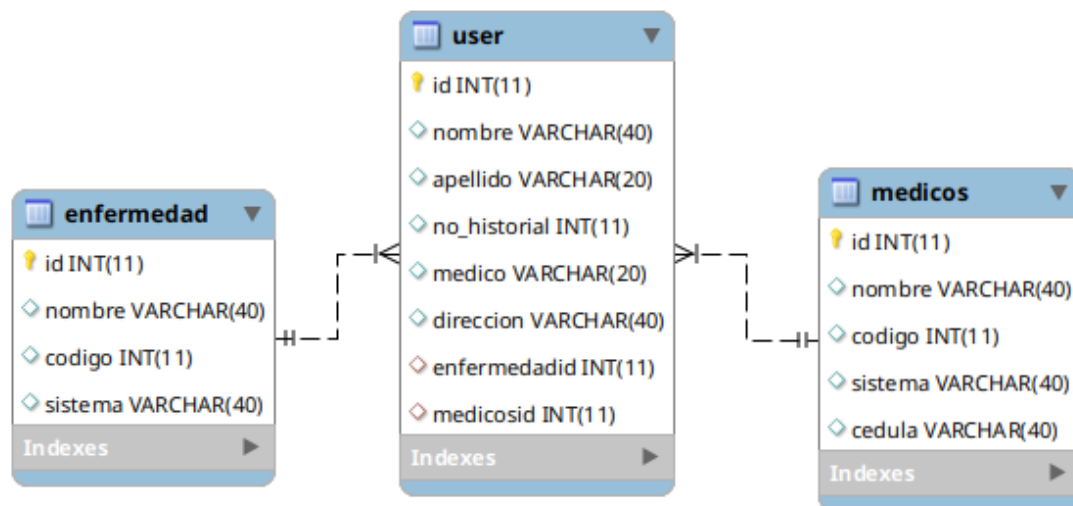 enfermedad
id INT(11)
nombre VARCHAR(40)
codigo INT(11)
sistema VARCHAR(40)
Indexes
user
id INT(11)
nombre VARCHAR(40)
apellido VARCHAR(20)
no_historial INT(11)
medico VARCHAR(20)
direccion VARCHAR(40)
enfermedadid INT(11)
medicosid INT(11)
Indexes
medicos
id INT(11)
nombre VARCHAR(40)
codigo INT(11)
sistema VARCHAR(40)
cedula VARCHAR(40)
Indexes